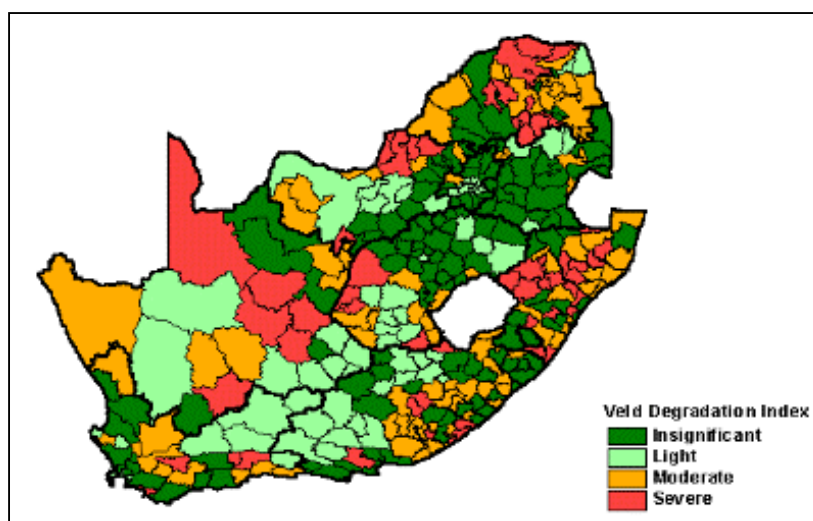 Veld Degradation Index
Insignificant
Light
Moderate
Severe